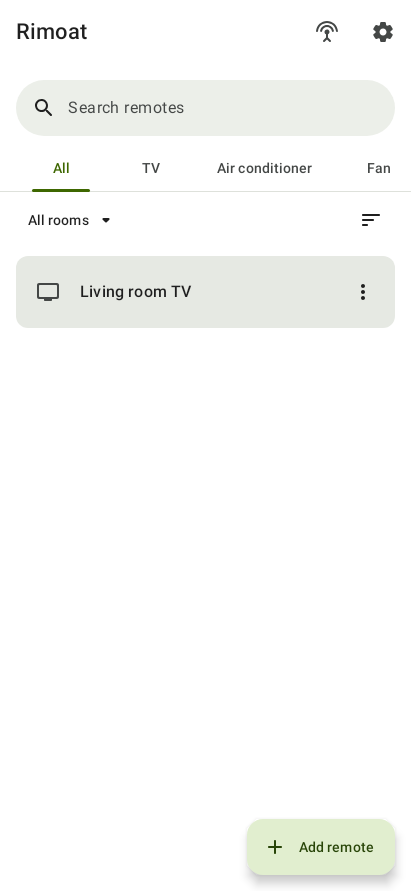 Rimoat
Search remotes
All TV Air conditioner Fan
All rooms
Living room TV
Add remote